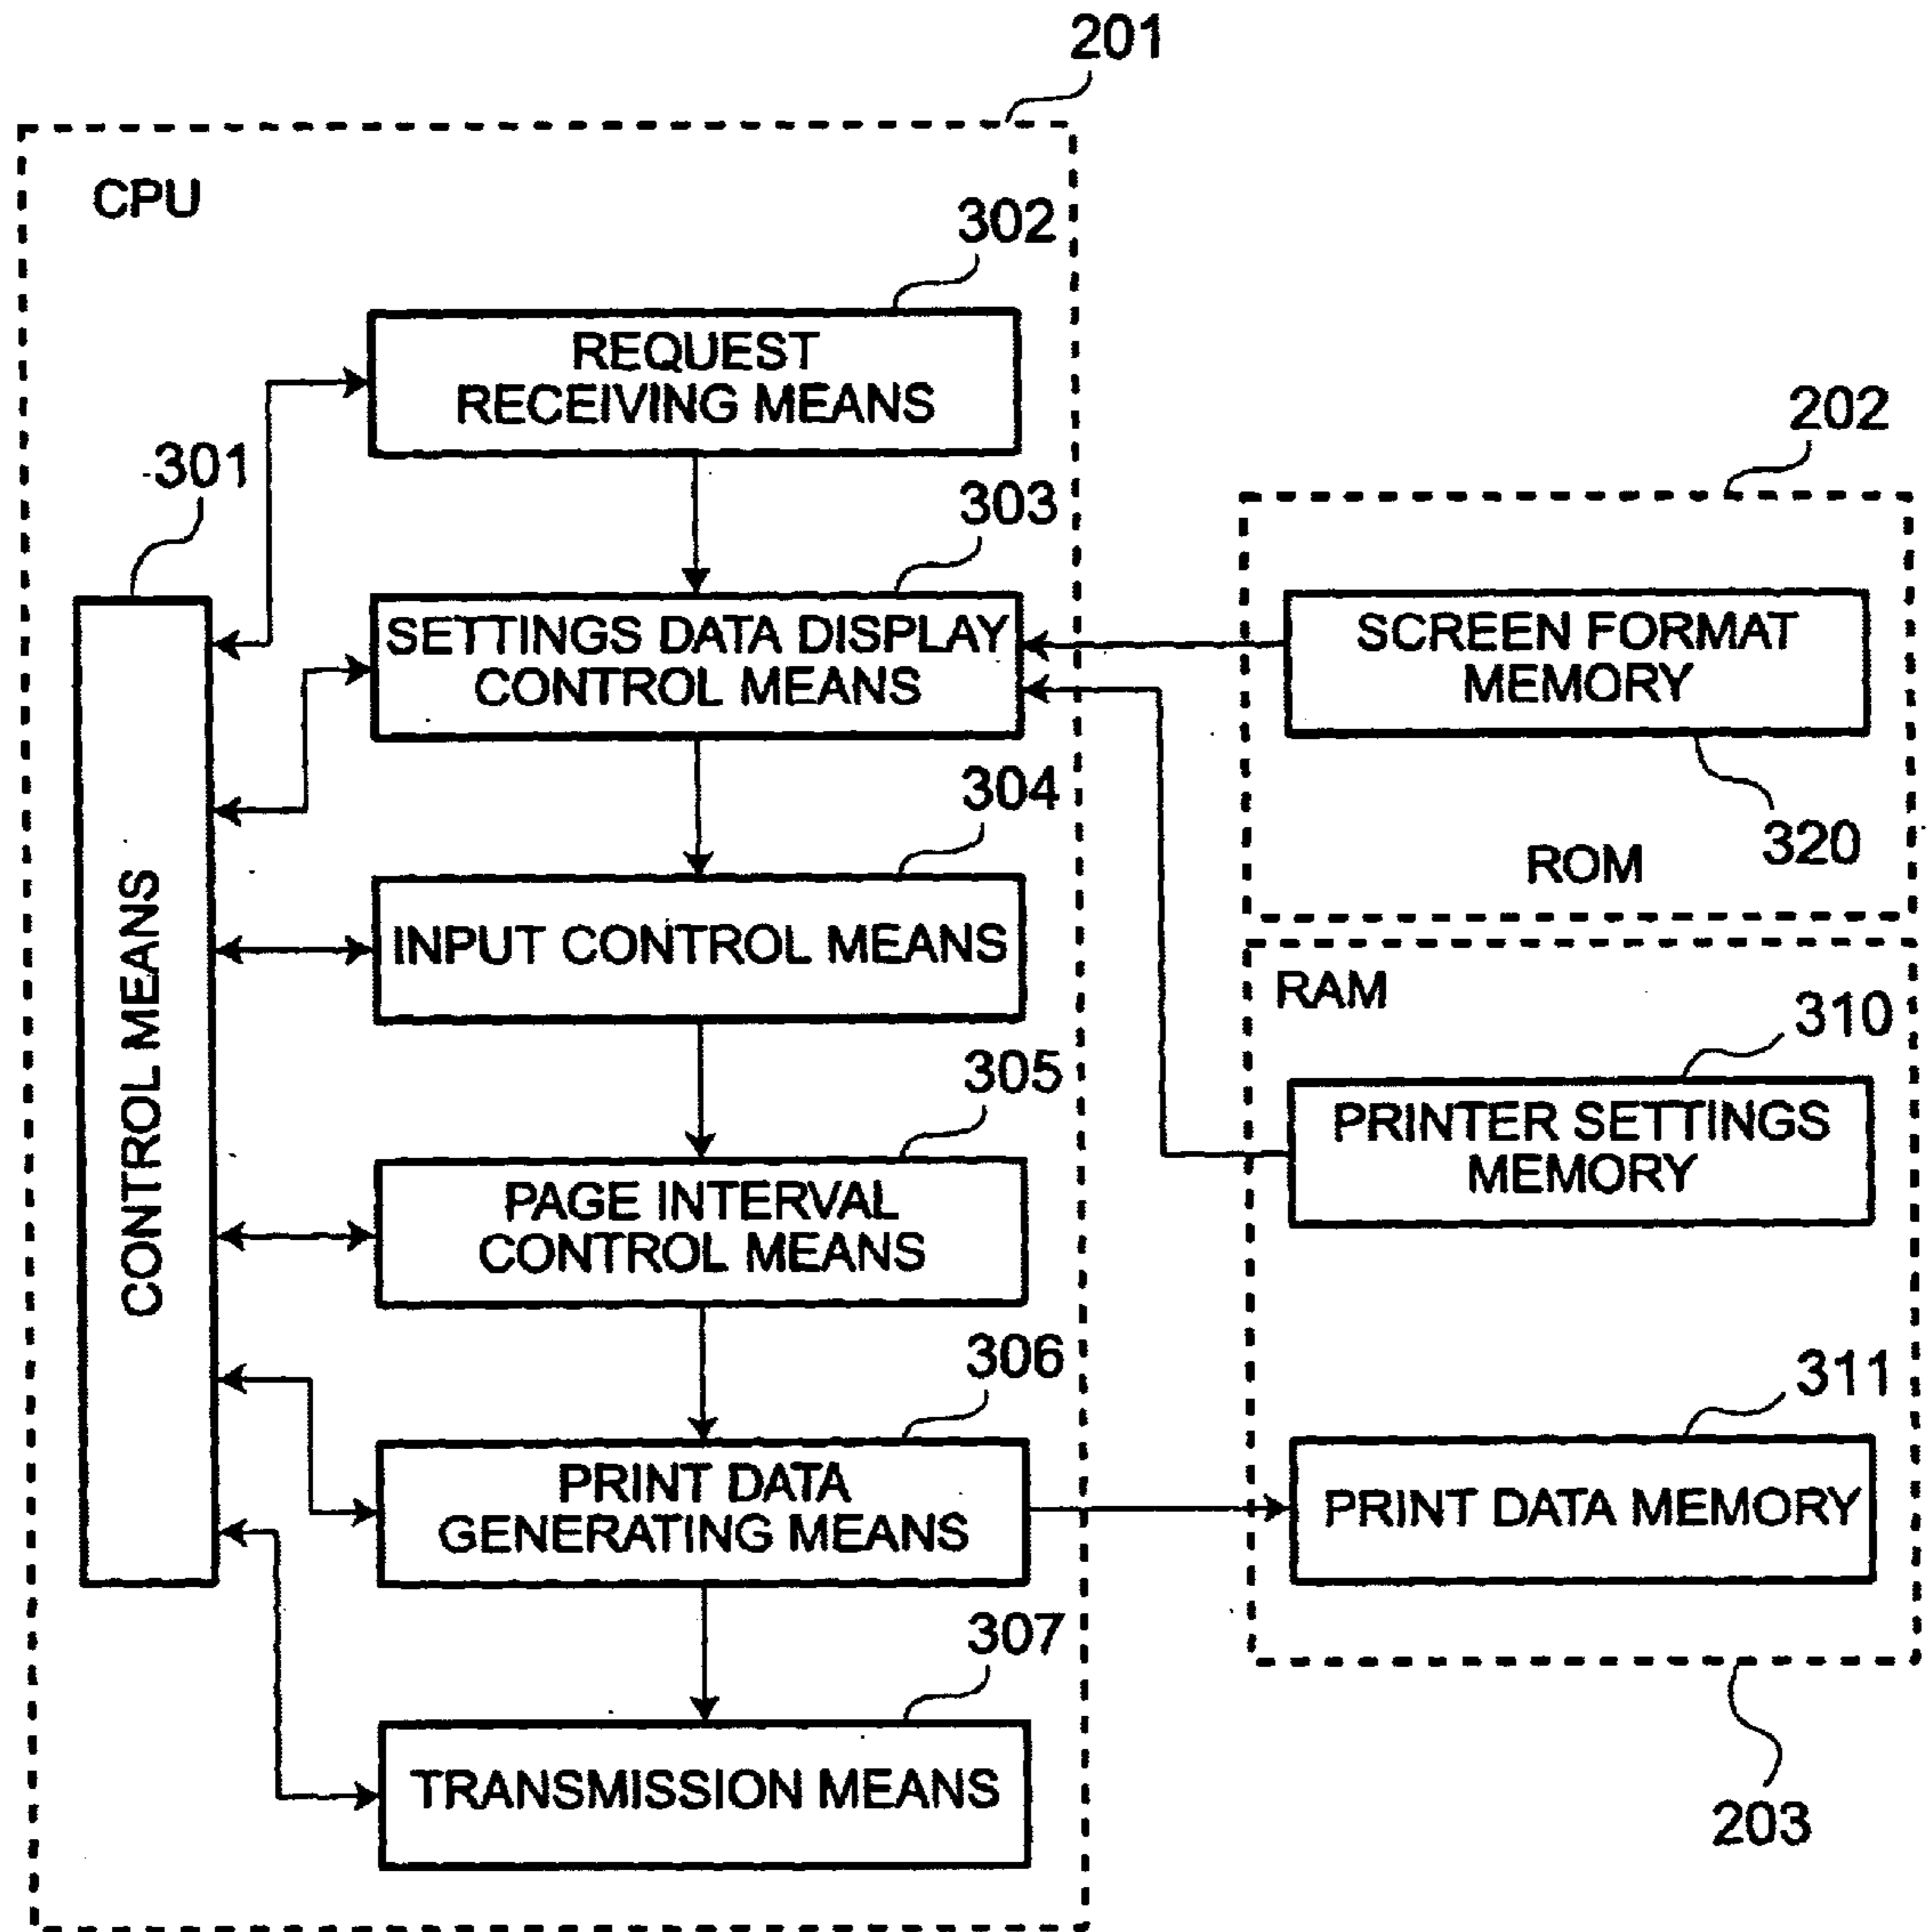 201
CPU
302
REQUEST
RECEIVING MEANS
202
301
303
SETTINGS DATA DISPLAY
CONTROL MEANS
SCREEN FORMAT
MEMORY
304
320
ROM
CONTROL MEANS
INPUT CONTROL MEANS
RAM
310
305
PRINTER SETTINGS
MEMORY
PAGE INTERVAL
CONTROL MEANS
306
311
PRINT DATA
GENERATING MEANS
PRINT DATA MEMORY
307
TRANSMISSION MEANS
203